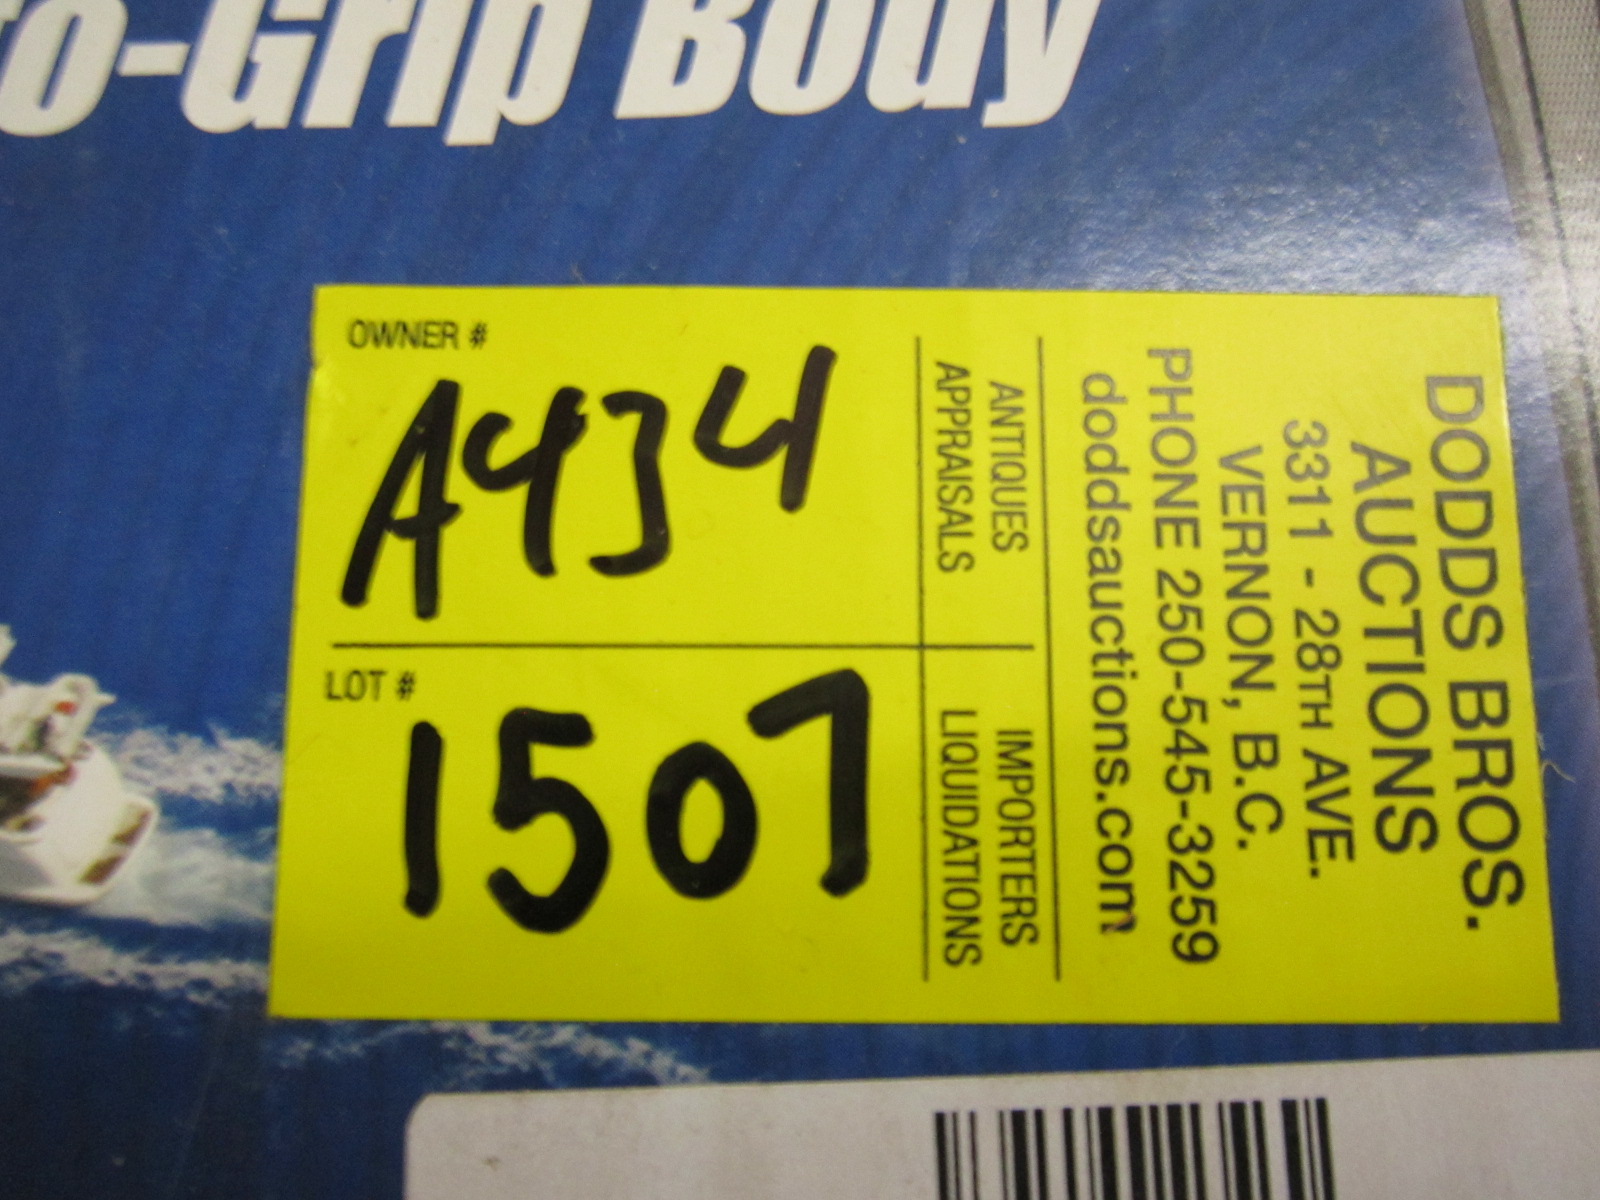 to-Grip Body
OWNER #
A434
LOT #
1507
ANTIQUES
APPRAISALS
IMPORTERS
LIQUIDATIONS
DODDS BROS.
AUCTIONS
3311 - 28TH AVE.
VERNON, B.C.
PHONE 250-545-3259
doddsauctions.com